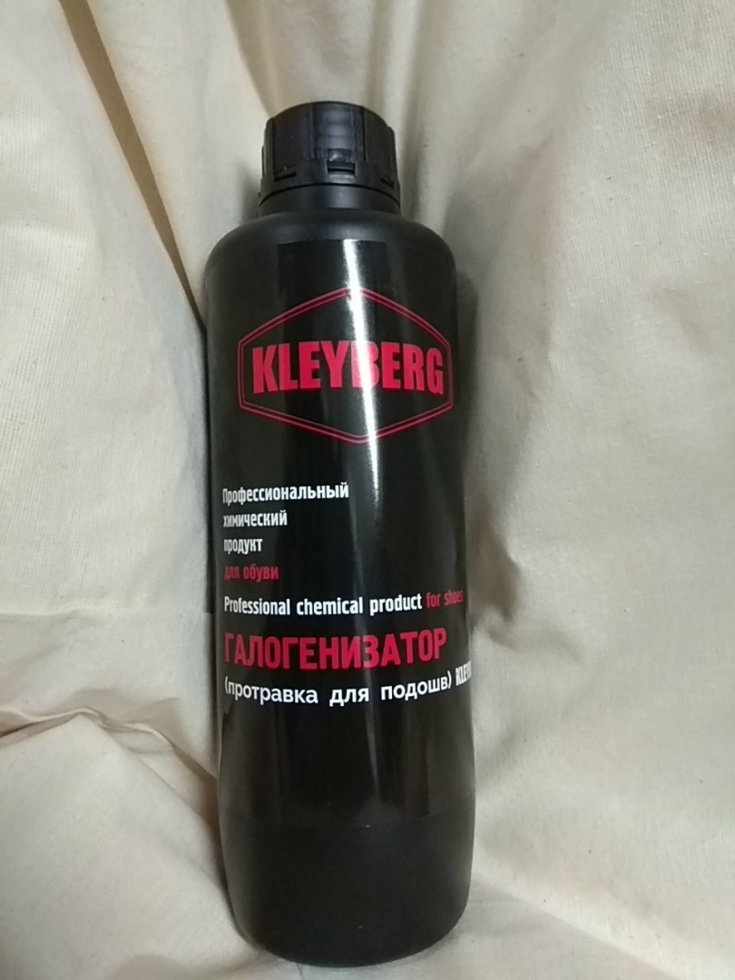 KLEYBERG
Профессиональный
химический
продукт
для обуви
Professional chemical product for shoes
ГАЛОГЕНИЗАТОР
(протравка для подошв)